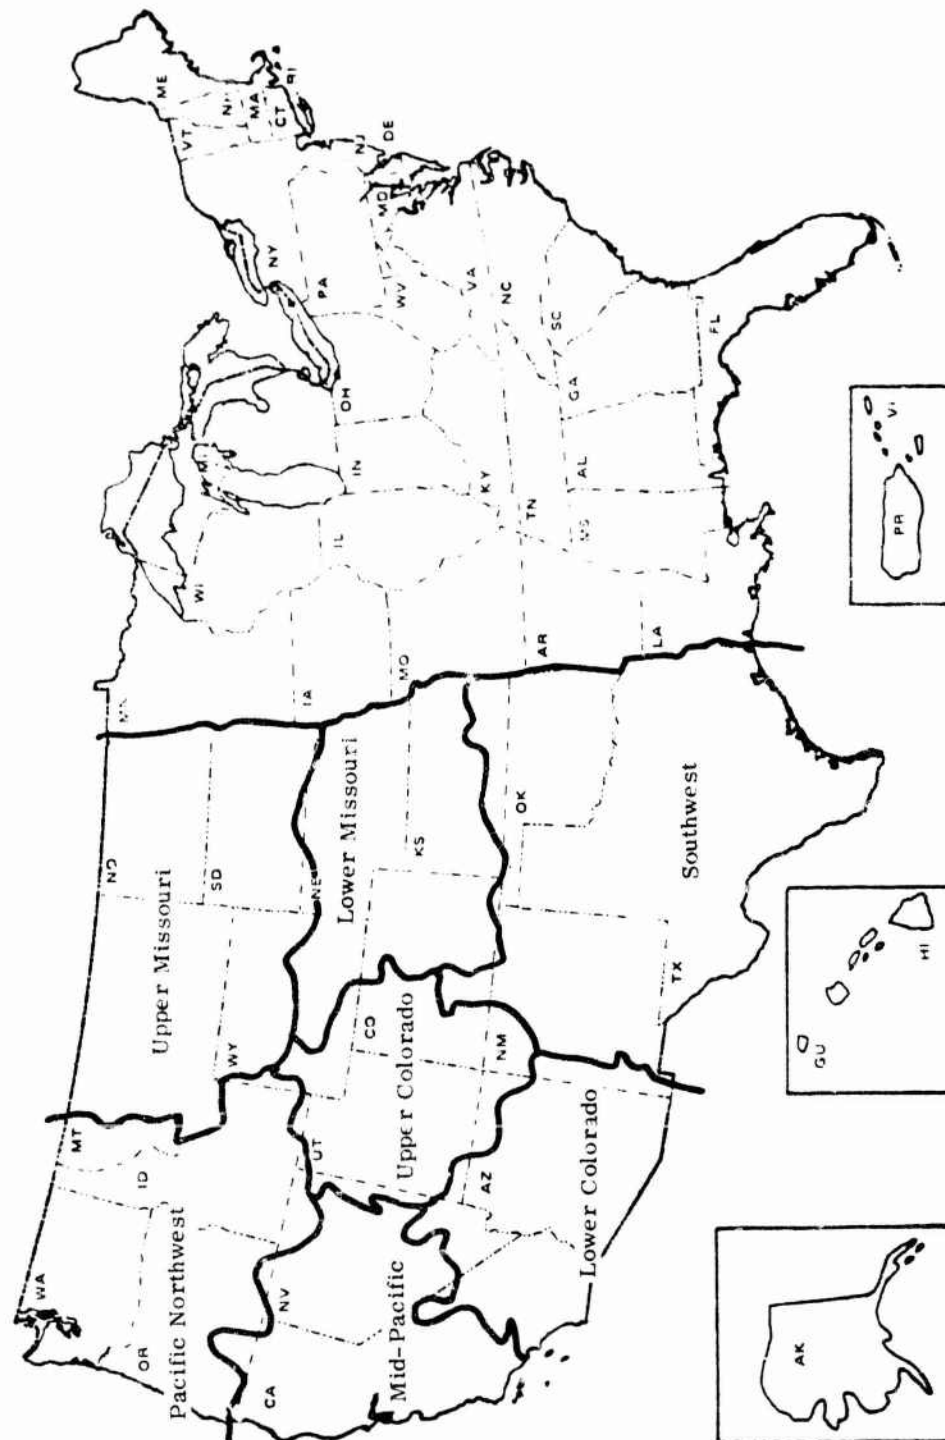 WA
MT
ND
MN
ME
VT
NH
MA
CT
RI
NY
NJ
DE
MD
PA
WV
VA
NC
SC
GA
FL
OH
IN
IL
MI
WI
KY
TN
AL
MS
IA
MO
AR
LA
OR
ID
Pacific Northwest
Upper Missouri
SD
WY
NE
Lower Missouri
KS
CA
NV
UT
CO
Mid-Pacific
Upper Colorado
AZ
NM
OK
Lower Colorado
Southwest
TX
AK
GU
HI
PR
VI